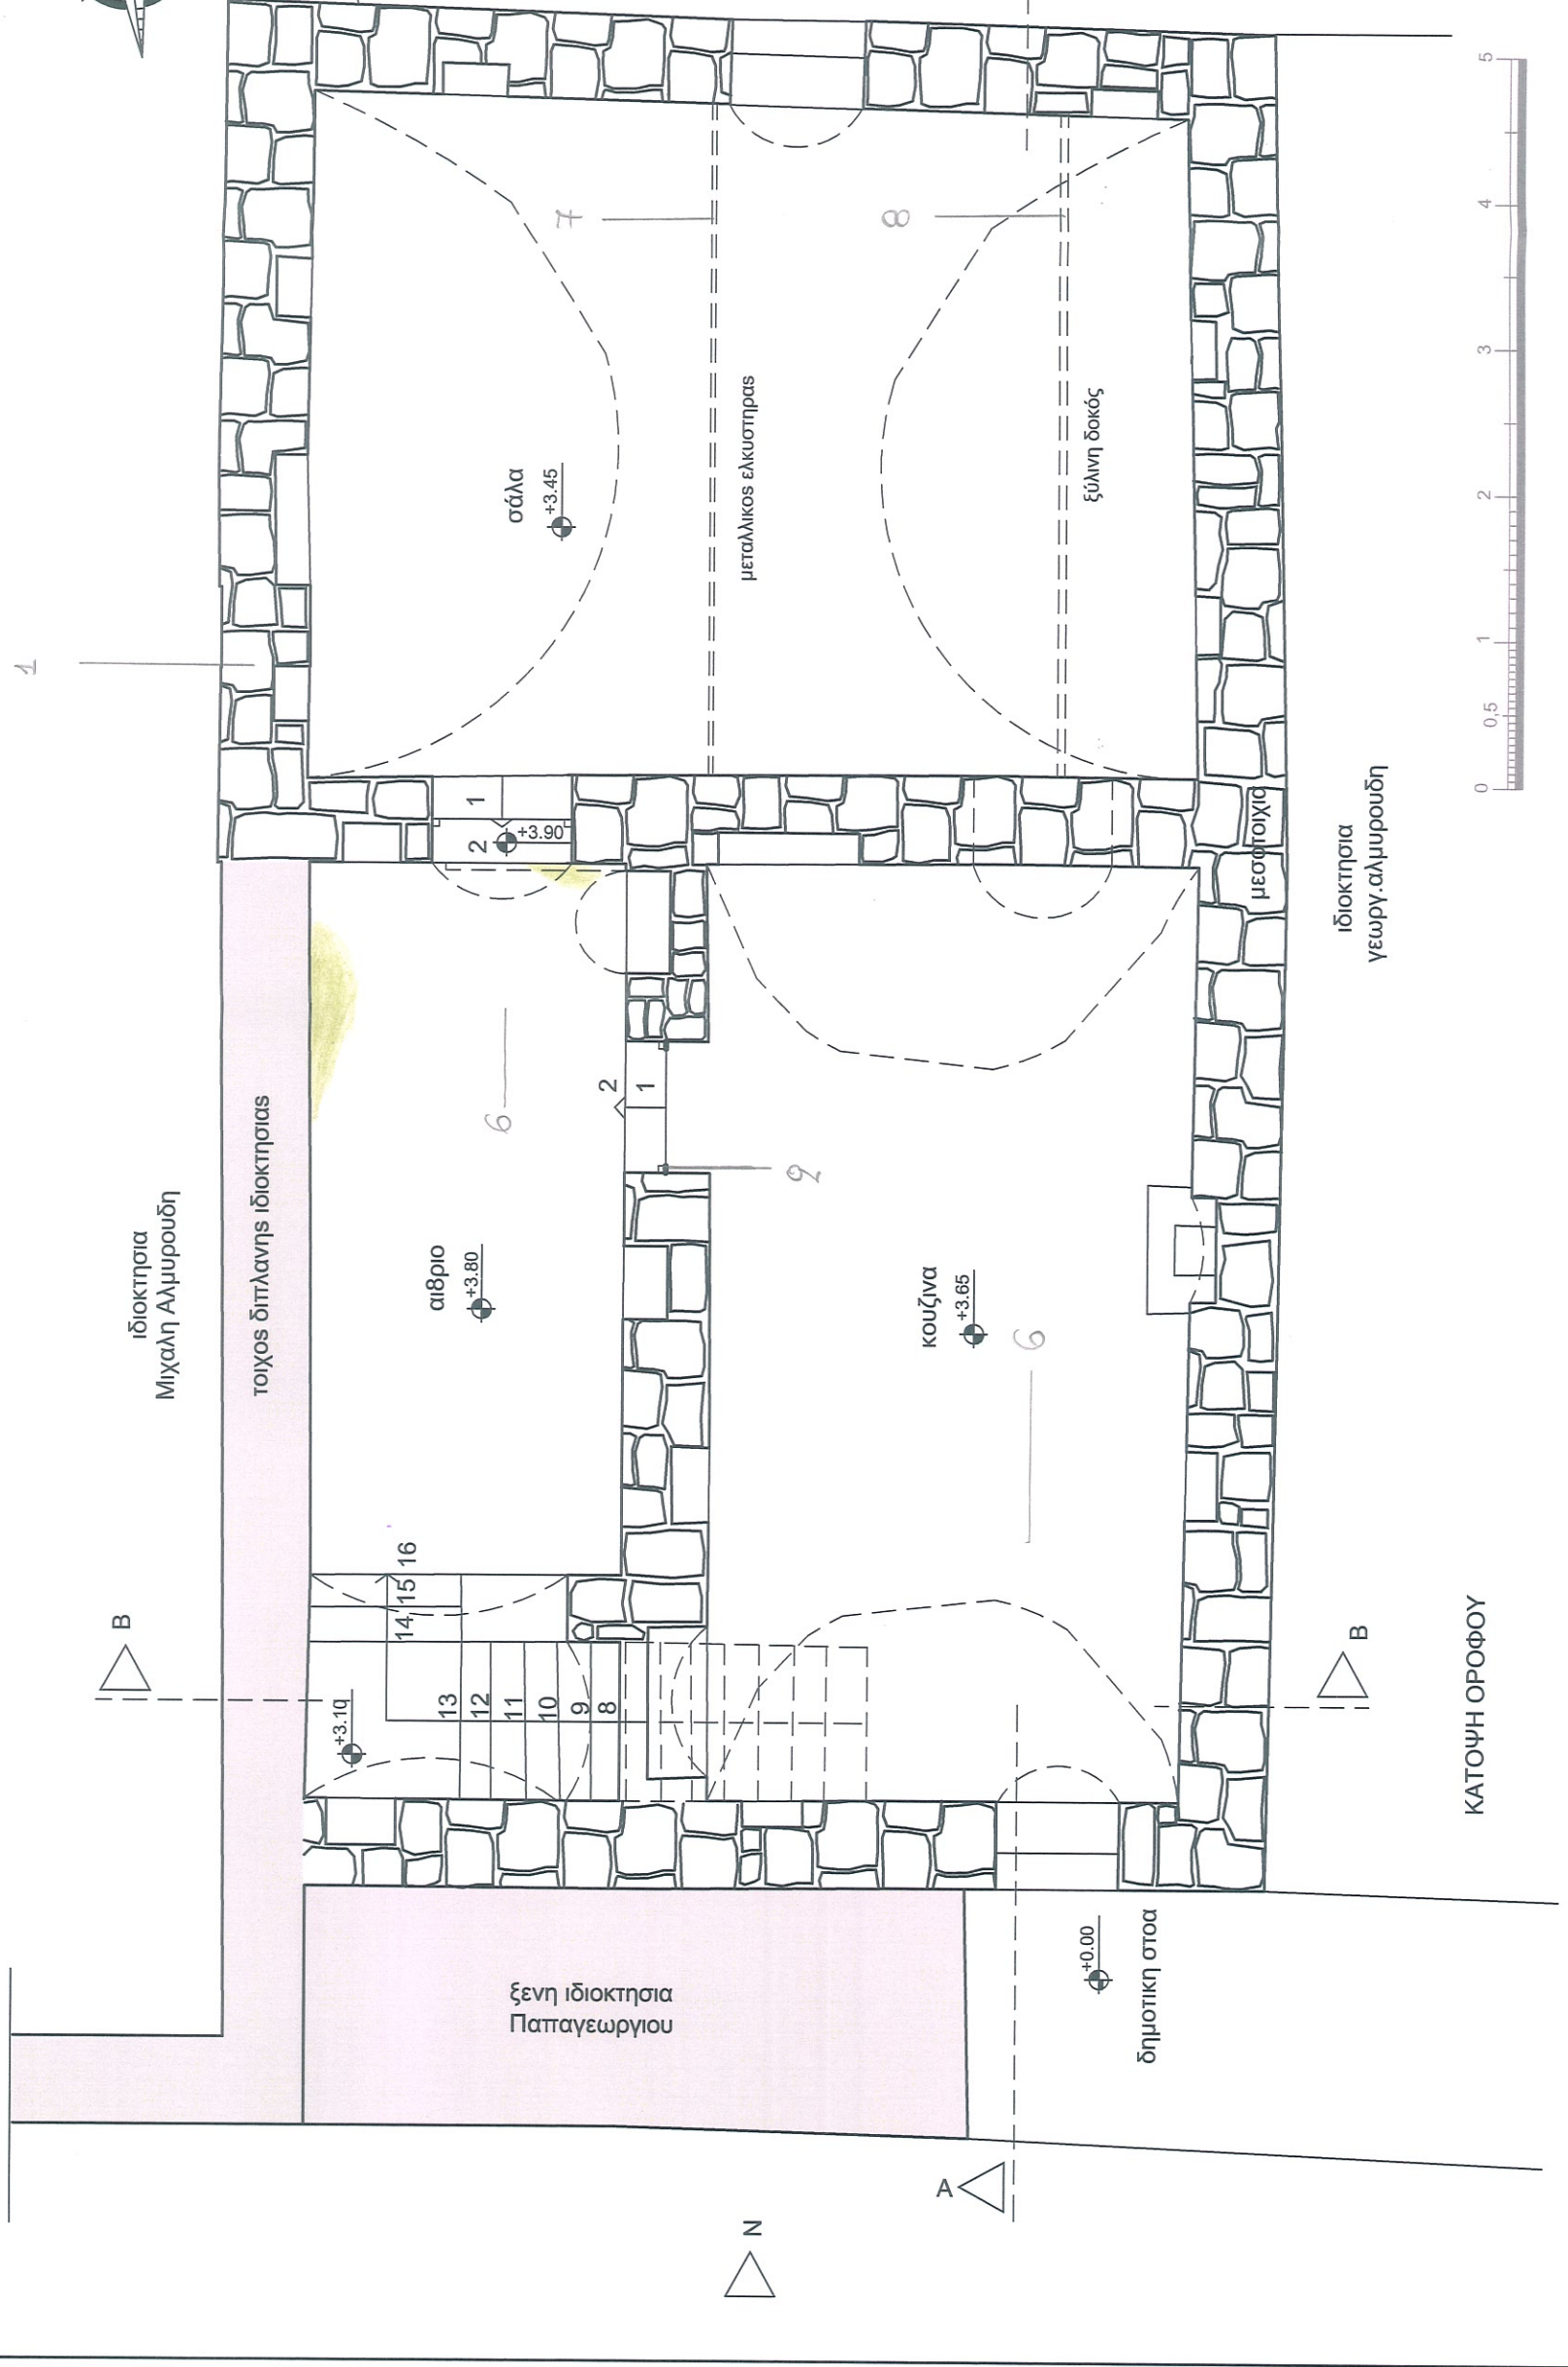 ιδιοκτησια
Μιχαλη Αλμυρουδη
τοιχος διπλανης ιδιοκτησιας
1
B
+3.10
13
12
11
10
9
8
14
15
16
αιθριο
+3.80
6
2
1
+3.90
2
1
σάλα
+3.45
7
μεταλλικος ελκυστηρας
8
ξύλινη δοκός
9
κουζινα
+3.65
6
μεσοτοιχια
ιδιοκτησια
γεωργ.αλμυρουδη
ξενη ιδιοκτησια
Παπαγεωργιου
+0.00
δημοτικη στοα
A
N
B
ΚΑΤΟΨΗ ΟΡΟΦΟΥ
0
0,5
1
2
3
4
5